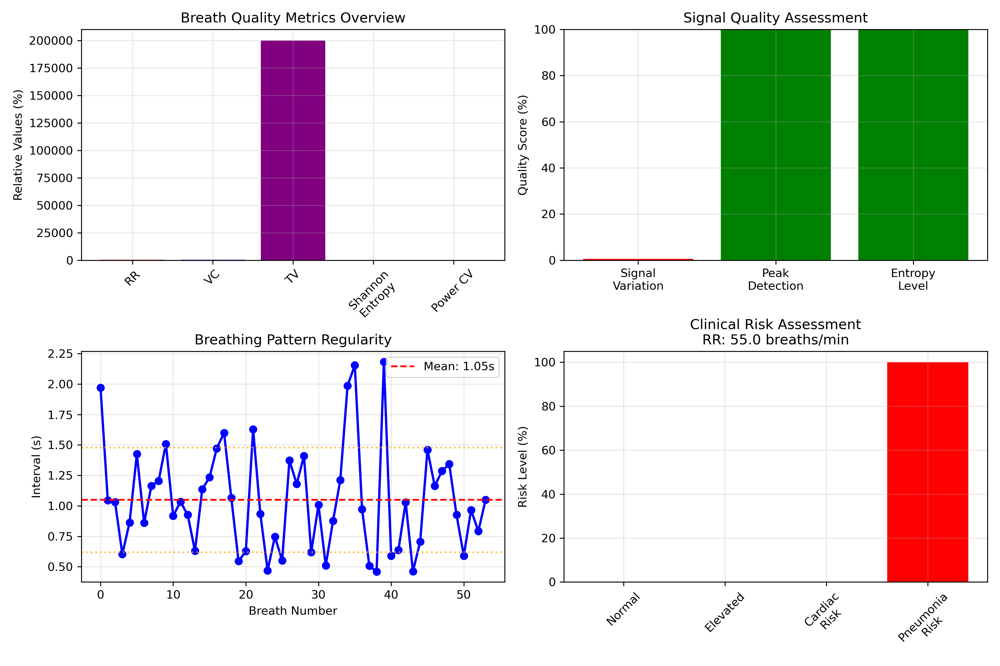 Breath Quality Metrics Overview
Relative Values (%)
200000
175000
150000
125000
100000
75000
50000
25000
0
RR
VC
TV
Shannon
Entropy
Power CV
Signal Quality Assessment
Quality Score (%)
100
80
60
40
20
0
Signal
Variation
Peak
Detection
Entropy
Level
Breathing Pattern Regularity
Interval (s)
2.25
2.00
1.75
1.50
1.25
1.00
0.75
0.50
Mean: 1.05s
0
10
20
30
40
50
Breath Number
Clinical Risk Assessment
RR: 55.0 breaths/min
Risk Level (%)
100
80
60
40
20
0
Normal
Elevated
Cardiac
Risk
Pneumonia
Risk